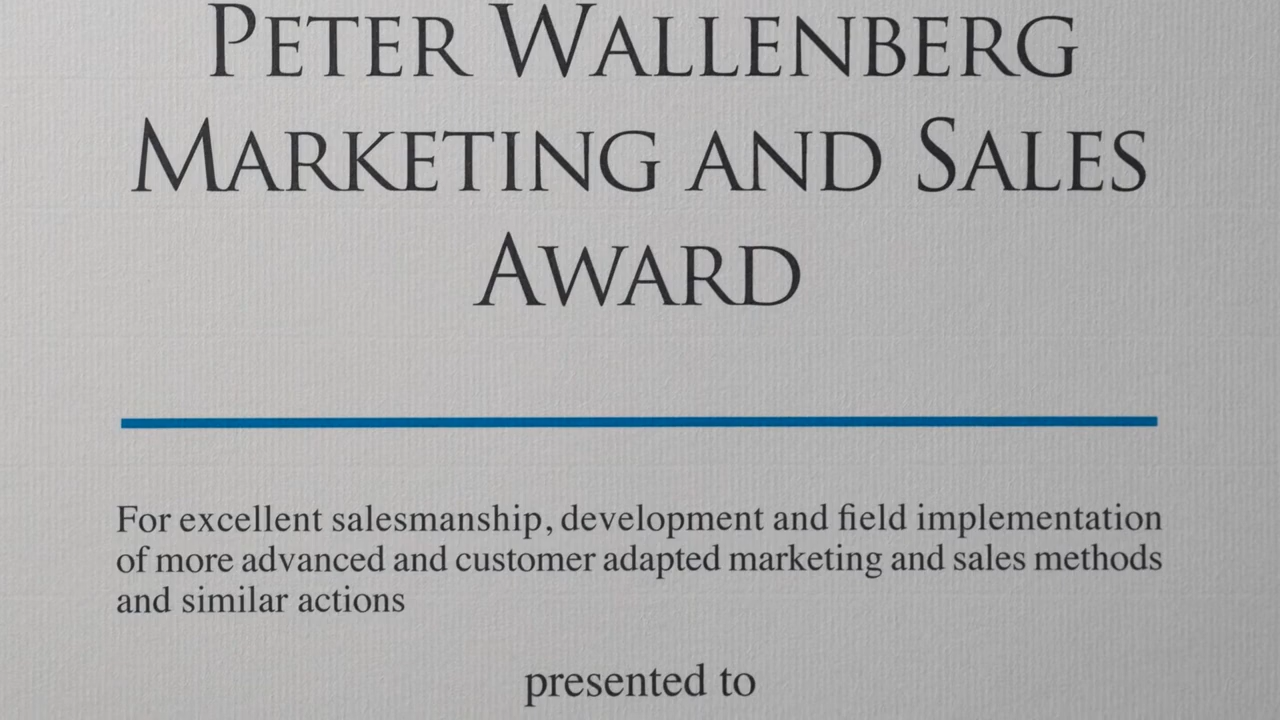 PETER WALLENBERG
MARKETING AND SALES
AWARD
For excellent salesmanship, development and field implementation
of more advanced and customer adapted marketing and sales methods
and similar actions
presented to